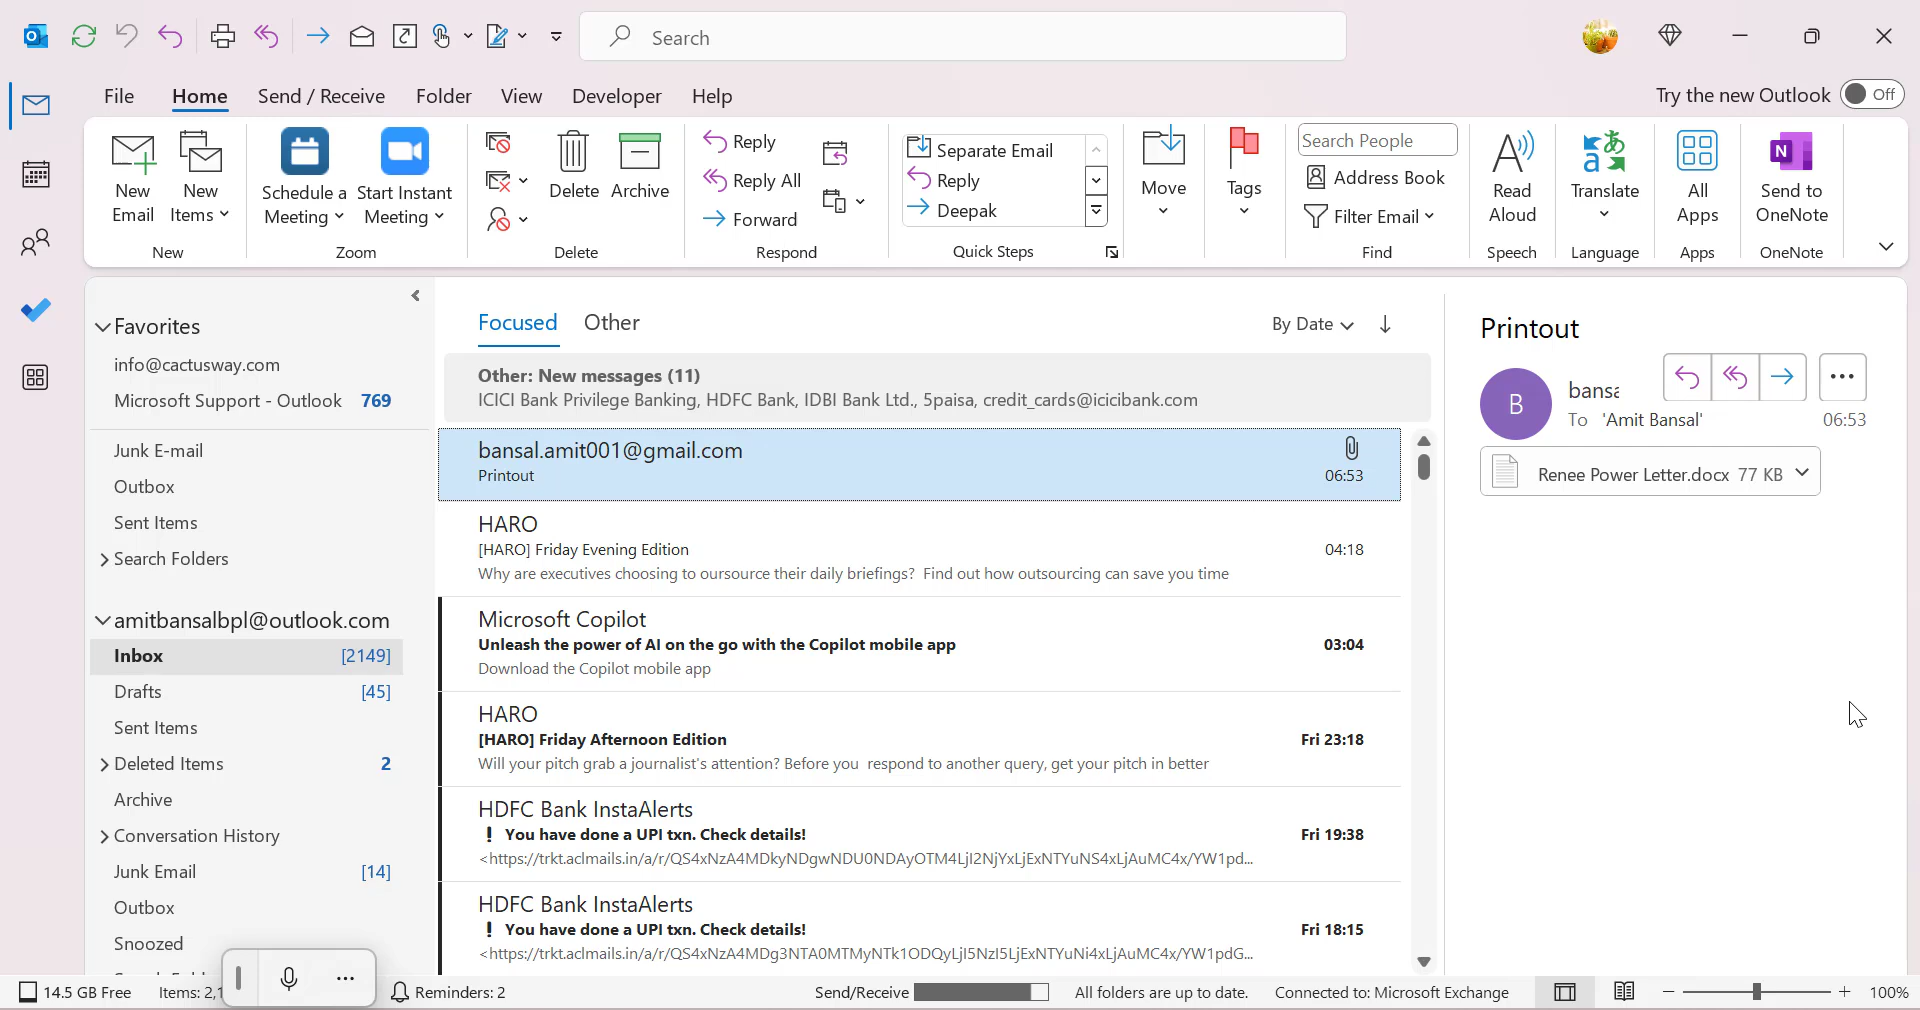 Search
File Home Send / Receive Folder View Developer Help
Try the new Outlook Off
New Email
New Items
New
Schedule a Meeting
Start Instant Meeting
Zoom
Delete
Archive
Delete
Reply
Reply All
Forward
Respond
Separate Email
Reply
Deepak
Quick Steps
Move
Tags
Search People
Address Book
Filter Email
Find
Read Aloud
Speech
Translate
Language
All Apps
Apps
Send to OneNote
OneNote
Favorites
info@cactusway.com
Microsoft Support - Outlook 769
Junk E-mail
Outbox
Sent Items
Search Folders
amitbansalbpl@outlook.com
Inbox [2149]
Drafts [45]
Sent Items
Deleted Items 2
Archive
Conversation History
Junk Email [14]
Outbox
Snoozed
Focused Other By Date
Other: New messages (11)
ICICI Bank Privilege Banking, HDFC Bank, IDBI Bank Ltd., 5paisa, credit_cards@icicibank.com
bansal.amit001@gmail.com
Printout 06:53
HARO
[HARO] Friday Evening Edition 04:18
Why are executives choosing to oursource their daily briefings? Find out how outsourcing can save you time
Microsoft Copilot
Unleash the power of AI on the go with the Copilot mobile app 03:04
Download the Copilot mobile app
HARO
[HARO] Friday Afternoon Edition Fri 23:18
Will your pitch grab a journalist's attention? Before you respond to another query, get your pitch in better
HDFC Bank InstaAlerts
! You have done a UPI txn. Check details! Fri 19:38
HDFC Bank InstaAlerts
! You have done a UPI txn. Check details! Fri 18:15
Printout
B
bansa
To 'Amit Bansal' 06:53
Renee Power Letter.docx 77 KB
14.5 GB Free Items: 2,1 Reminders: 2 Send/Receive All folders are up to date. Connected to: Microsoft Exchange 100%